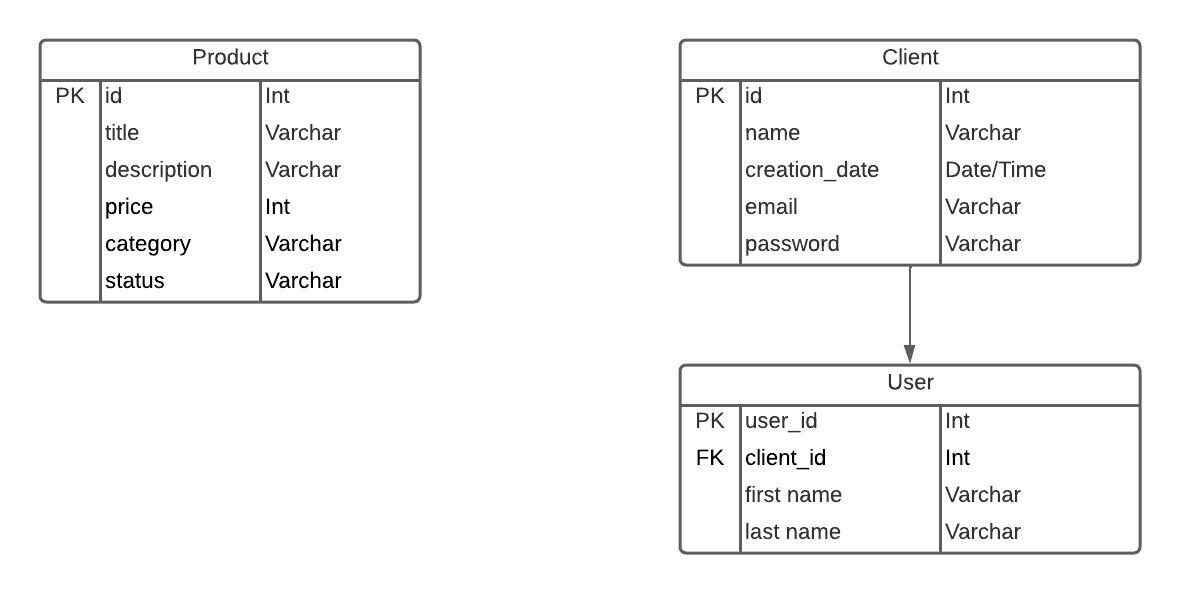 Product
PK id Int
title Varchar
description Varchar
price Int
category Varchar
status Varchar
Client
PK id Int
name Varchar
creation_date Date/Time
email Varchar
password Varchar
User
PK user_id Int
FK client_id Int
first name Varchar
last name Varchar